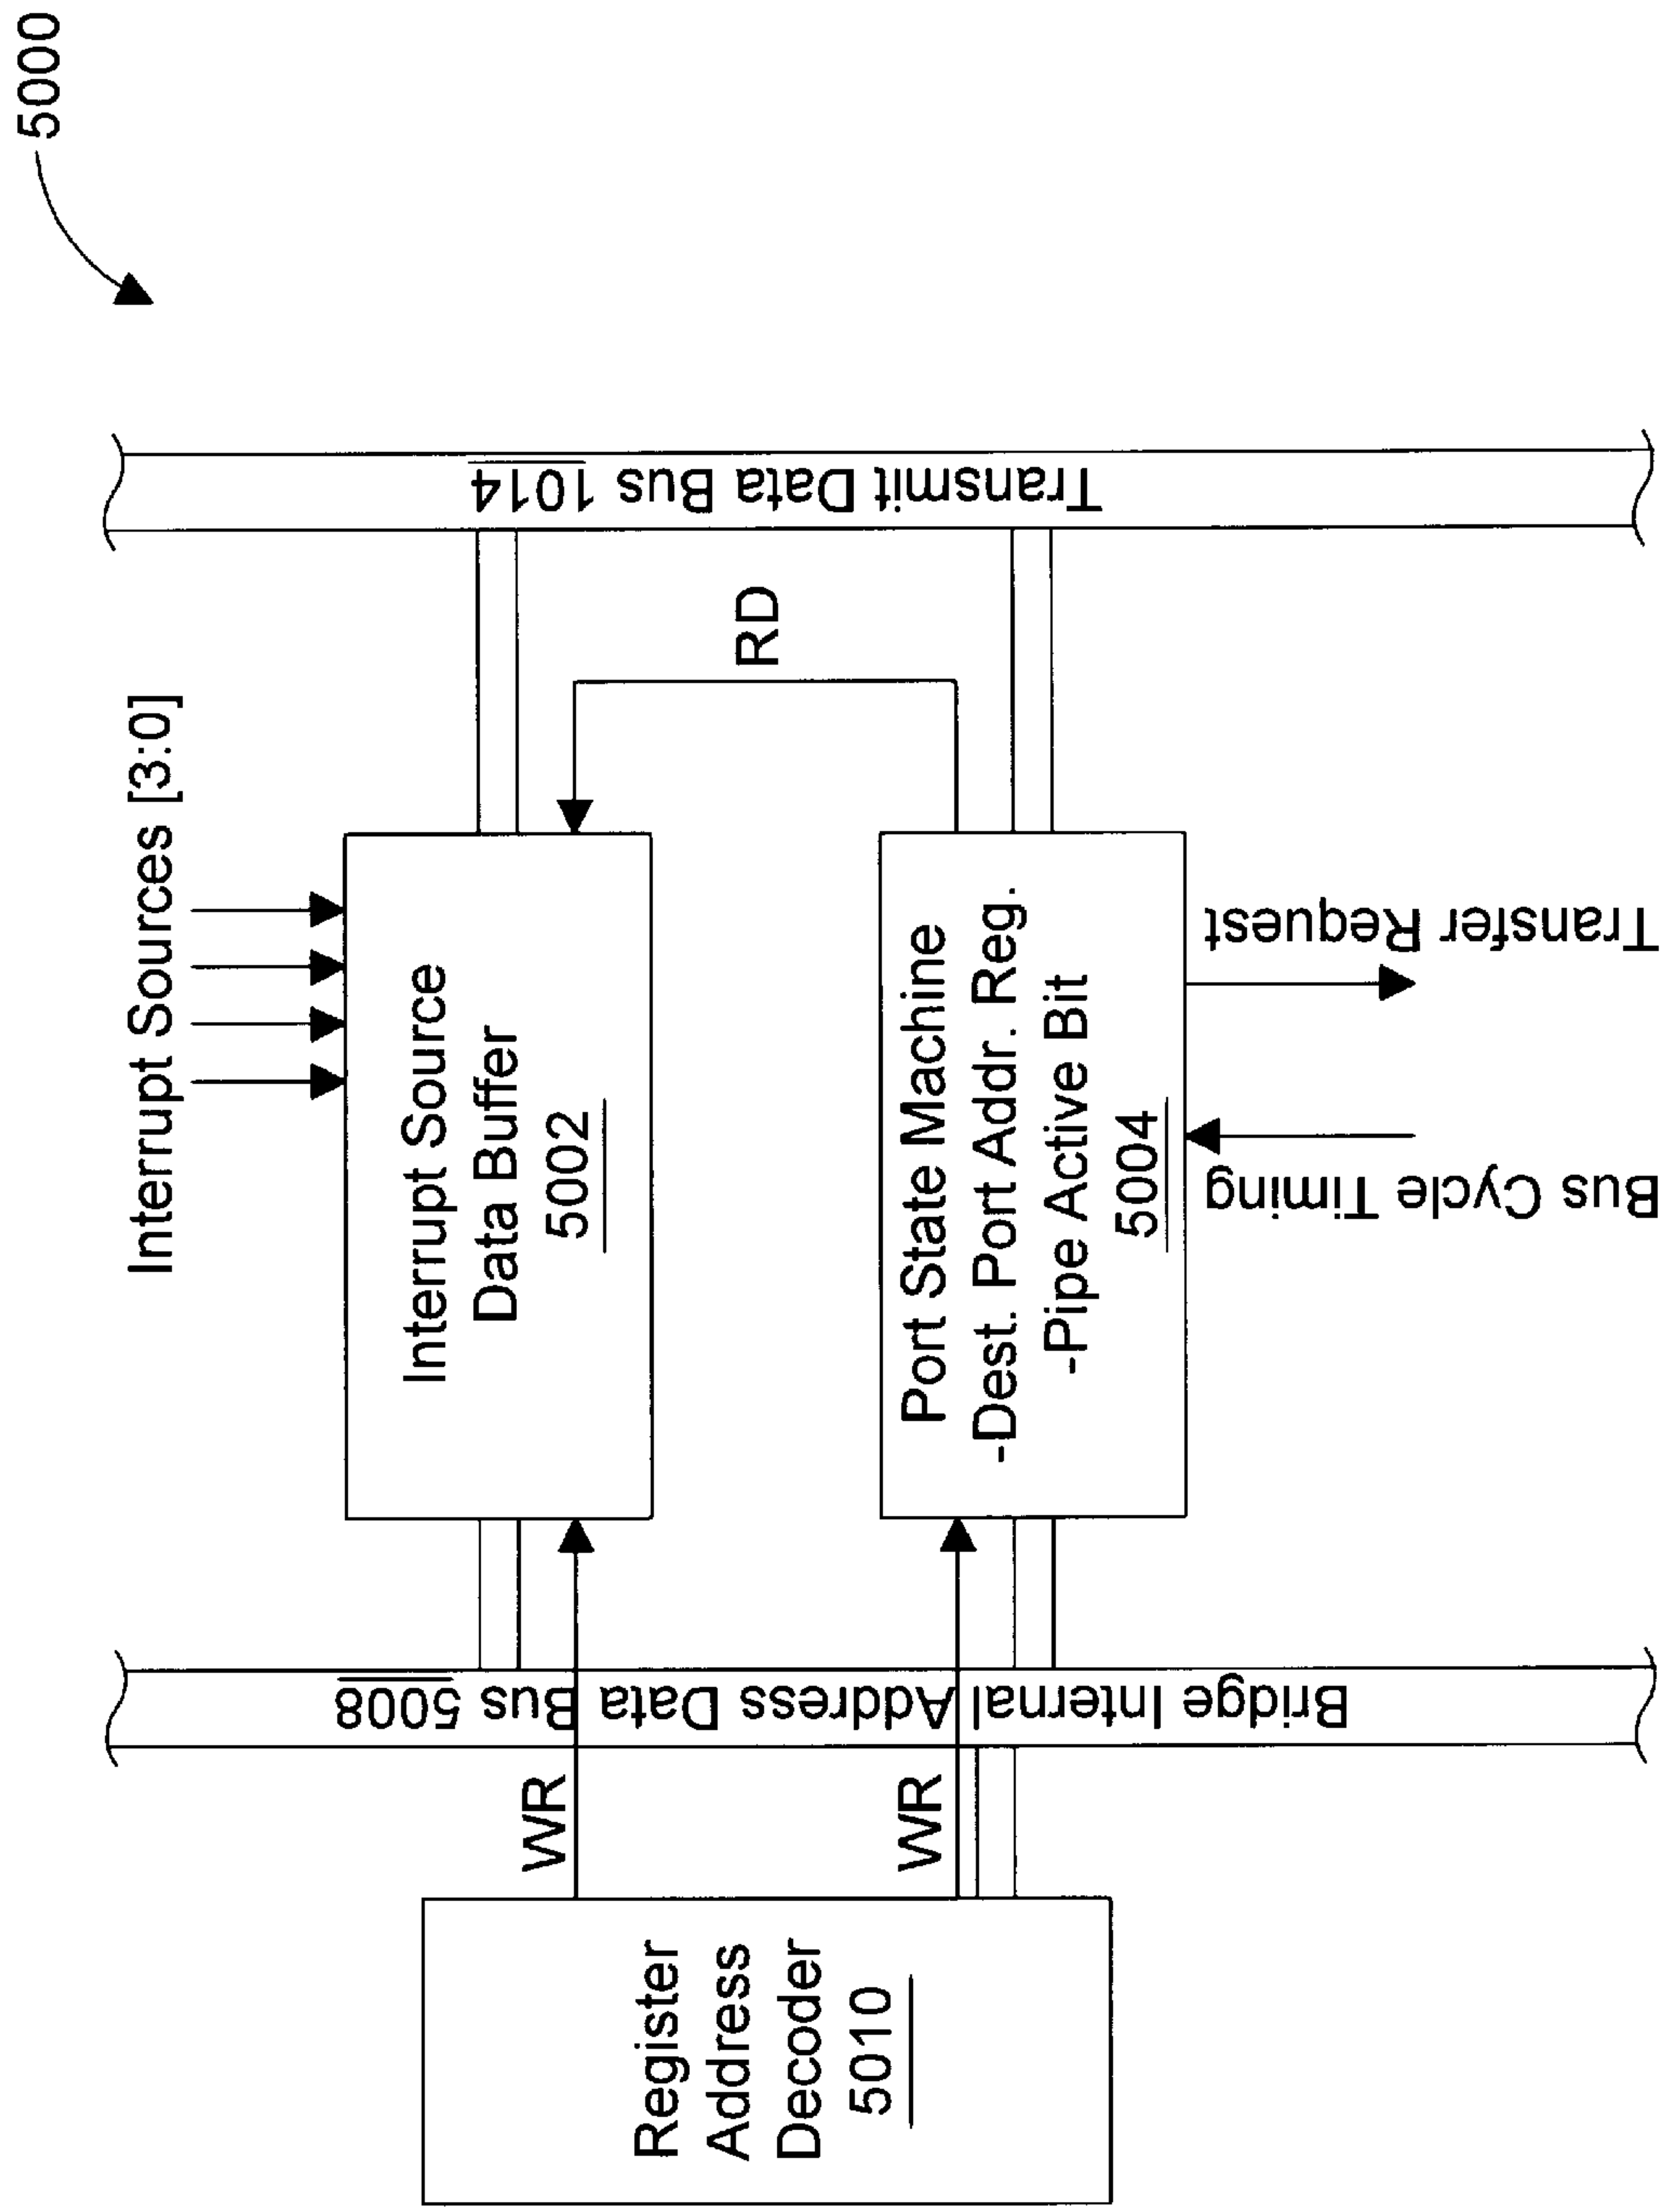 5000
Interrupt Sources [3:0]
Interrupt Source
Data Buffer
5002
RD
Transmit Data Bus 1014
Port State Machine
-Dest. Port Addr. Reg.
-Pipe Active Bit
5004
Transfer Request
Bus Cycle Timing
WR
WR
Bridge Internal Address Data Bus 5008
Register
Address
Decoder
5010